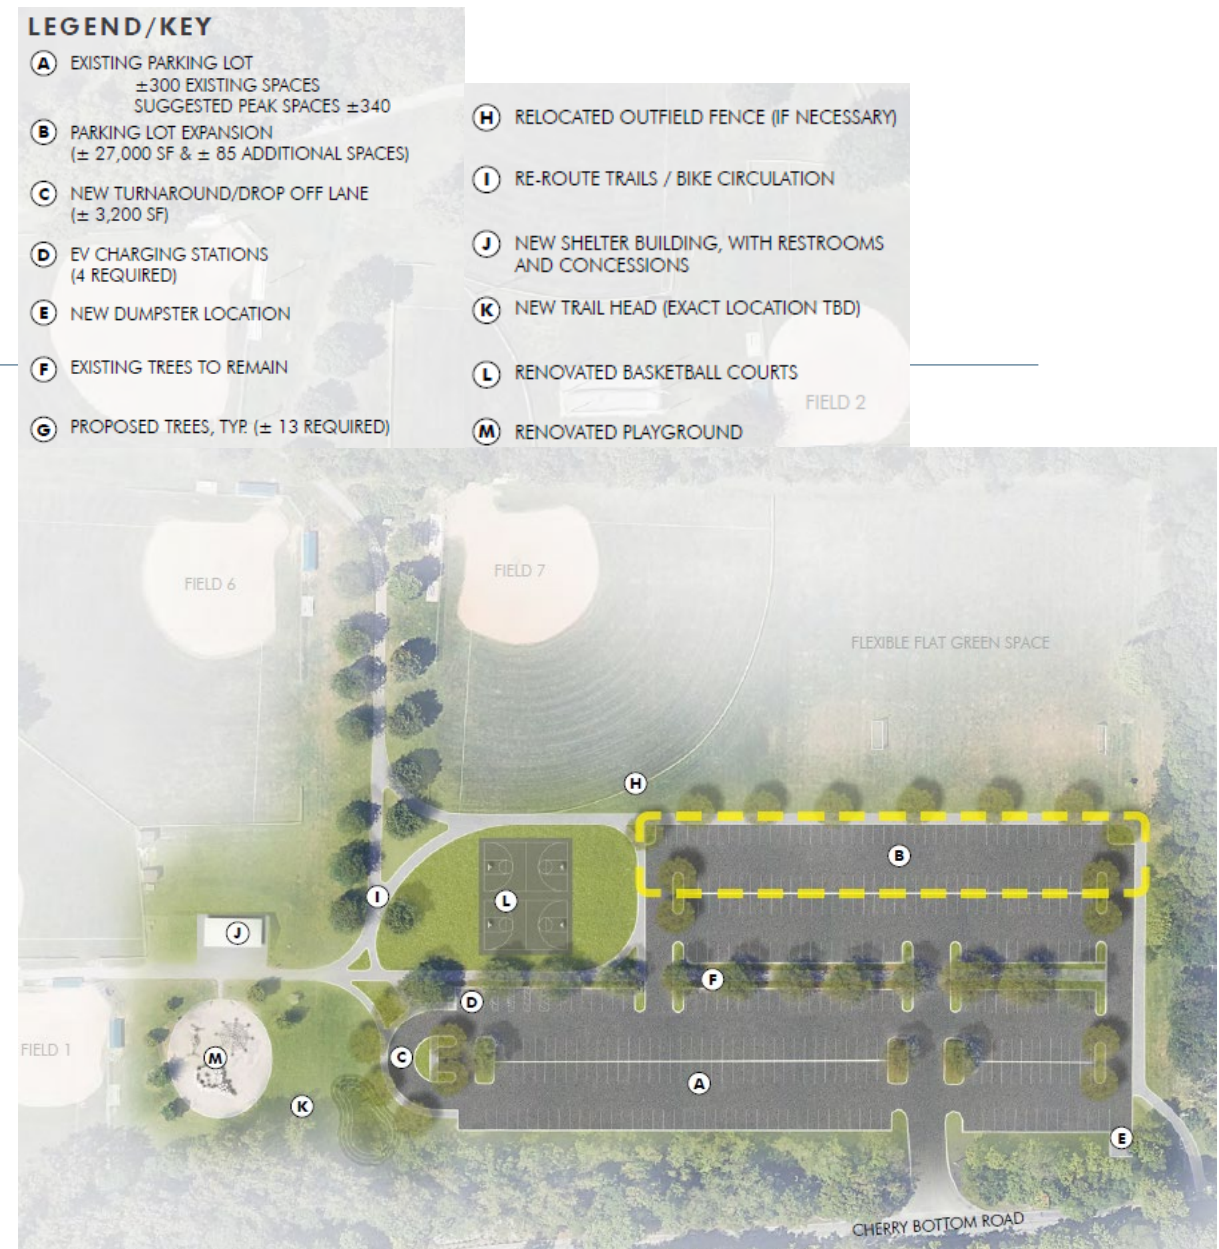 LEGEND/KEY
A EXISTING PARKING LOT
±300 EXISTING SPACES
SUGGESTED PEAK SPACES ±340
B PARKING LOT EXPANSION
(± 27,000 SF & ± 85 ADDITIONAL SPACES)
C NEW TURNAROUND/DROP OFF LANE
(± 3,200 SF)
D EV CHARGING STATIONS
(4 REQUIRED)
E NEW DUMPSTER LOCATION
F EXISTING TREES TO REMAIN
G PROPOSED TREES, TYP. (± 13 REQUIRED)
H RELOCATED OUTFIELD FENCE (IF NECESSARY)
I RE-ROUTE TRAILS / BIKE CIRCULATION
J NEW SHELTER BUILDING, WITH RESTROOMS
AND CONCESSIONS
K NEW TRAIL HEAD (EXACT LOCATION TBD)
L RENOVATED BASKETBALL COURTS
M RENOVATED PLAYGROUND
FIELD 2
FIELD 6
FIELD 7
FLEXIBLE FLAT GREEN SPACE
H
B
I
L
J
F
D
FIELD 1
M
C
A
K
E
CHERRY BOTTOM ROAD